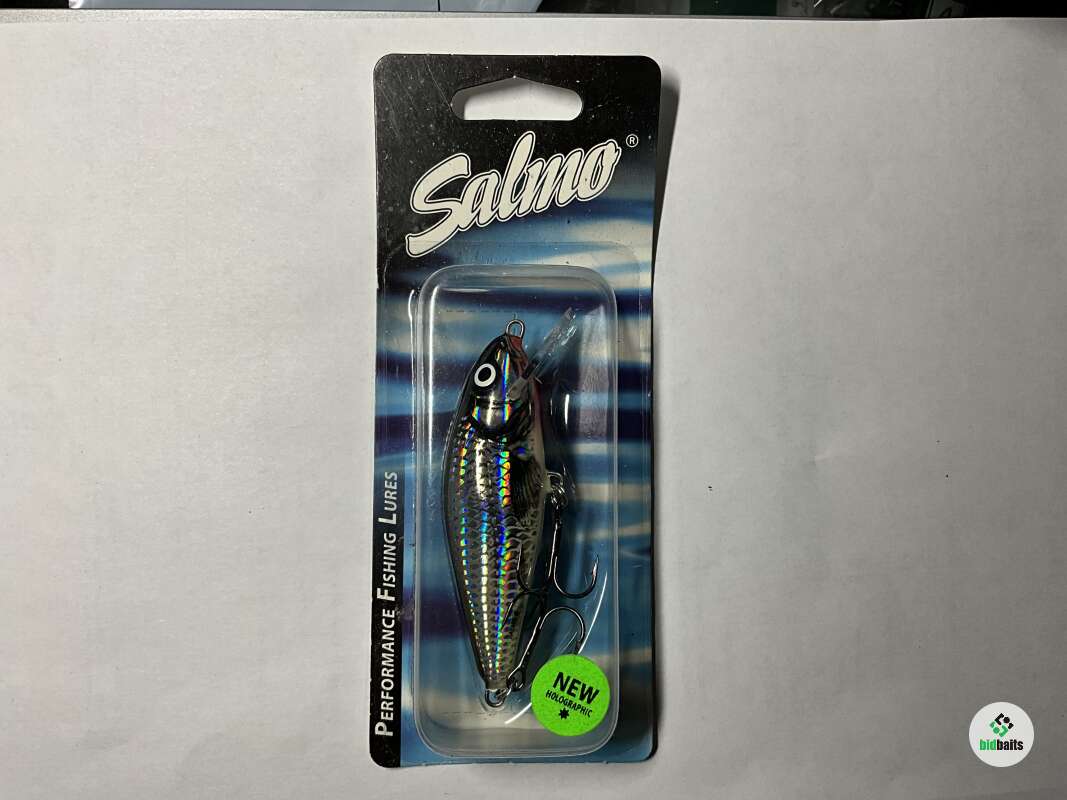 Salmo®
PERFORMANCE FISHING LURES
NEW
HOLOGRAPHIC
bidbaits